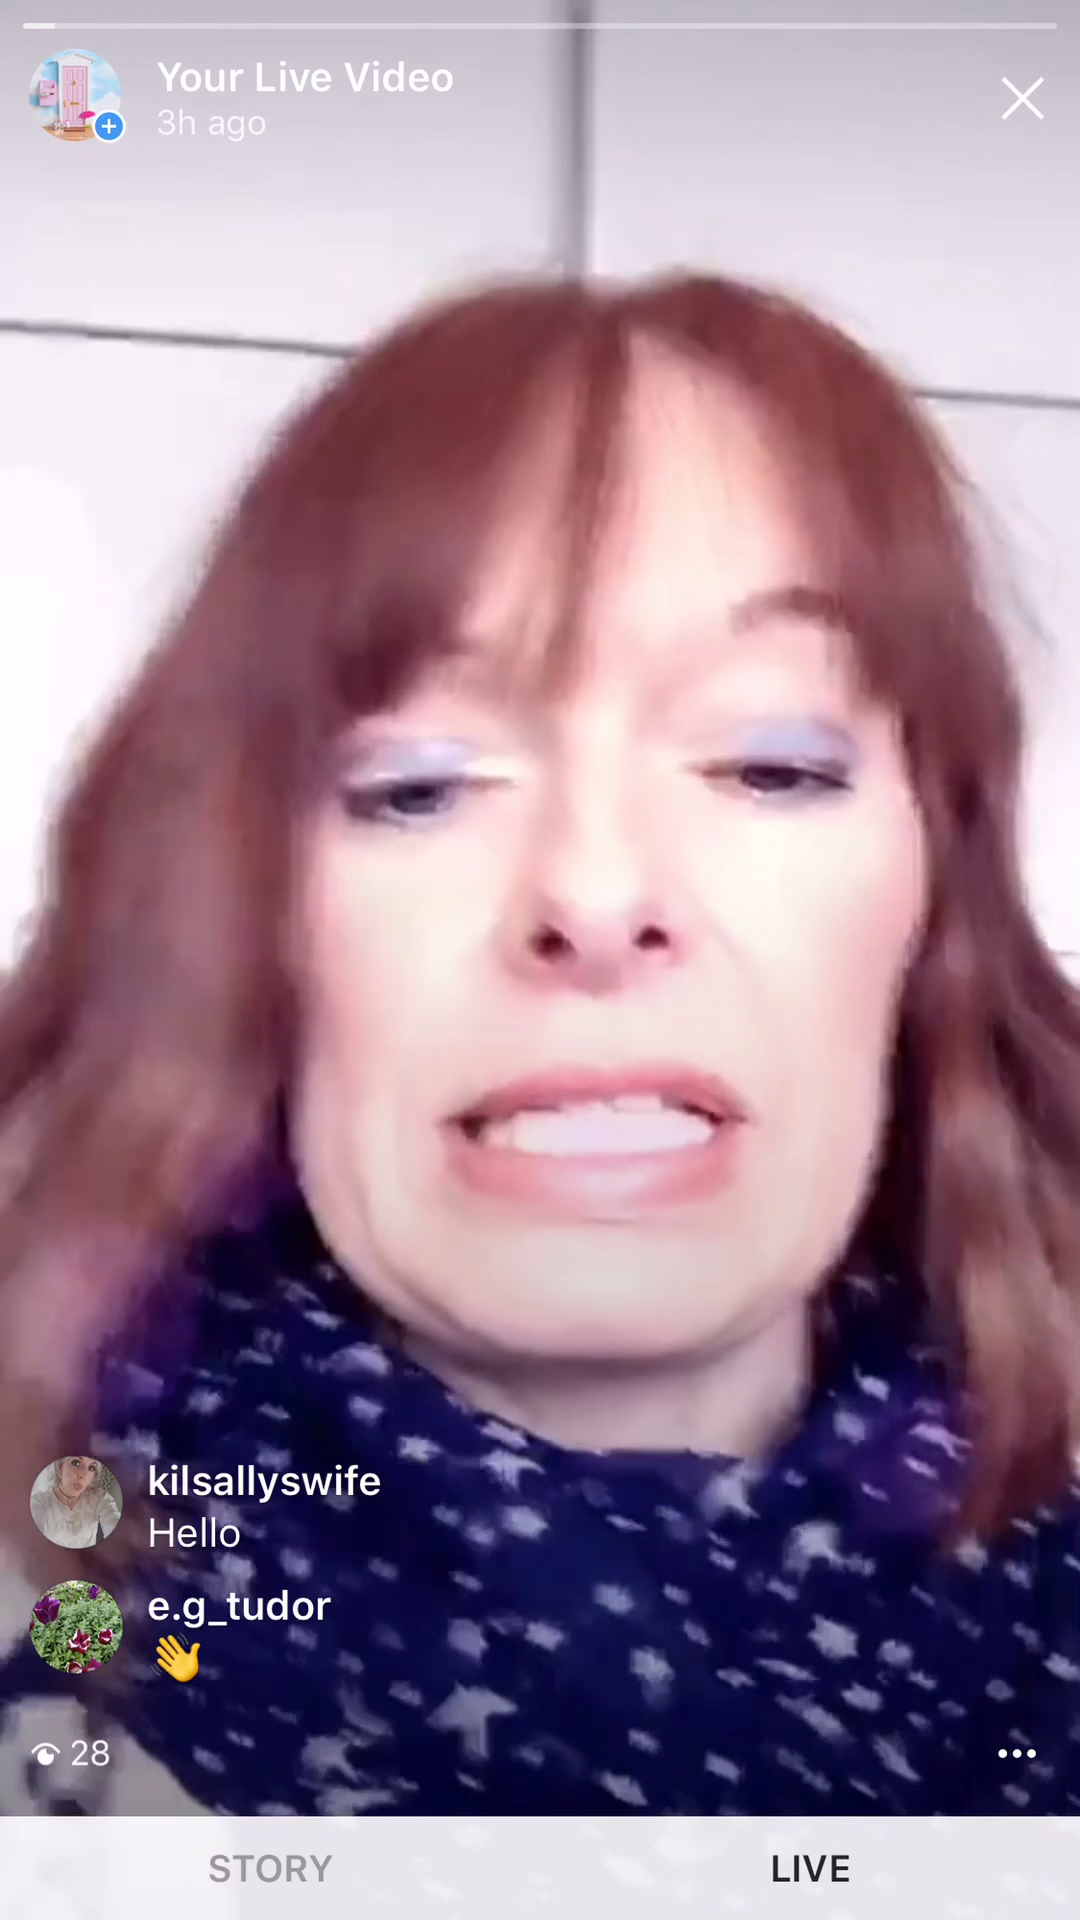 Your Live Video
3h ago
kilsallyswife
Hello
e.g_tudor
👋
28
STORY
LIVE